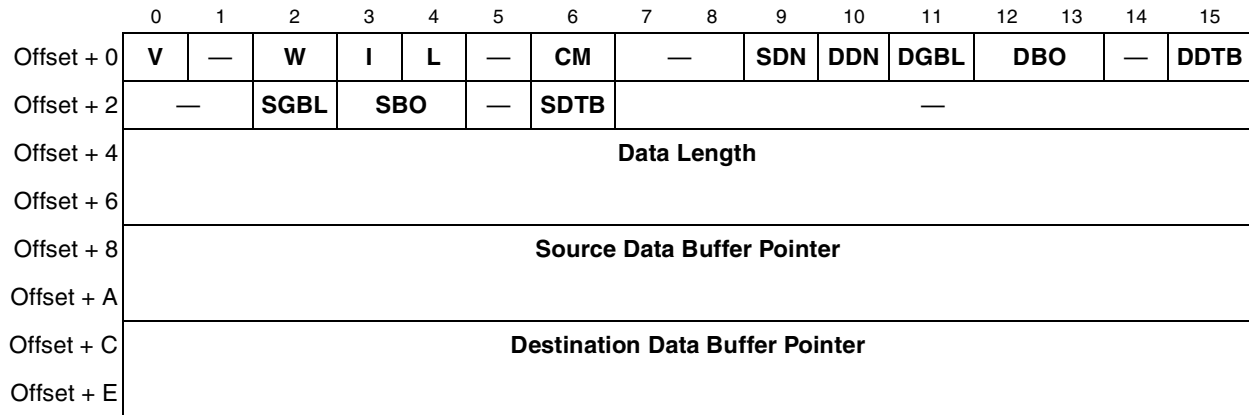 0 1 2 3 4 5 6 7 8 9 10 11 12 13 14 15
Offset + 0 V — W I L — CM — SDN DDN DGBL DBO — DDTB
Offset + 2 — SGBL SBO — SDTB —
Offset + 4 Data Length
Offset + 6
Offset + 8 Source Data Buffer Pointer
Offset + A
Offset + C Destination Data Buffer Pointer
Offset + E